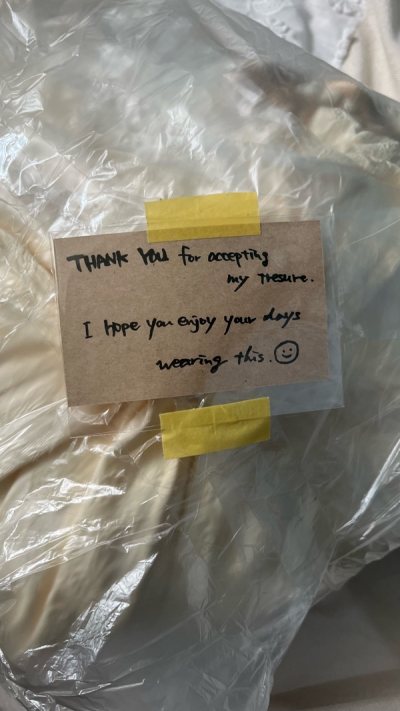 THANK YOU for accepting
my tresure.
I hope you enjoy your days
wearing this. ☺